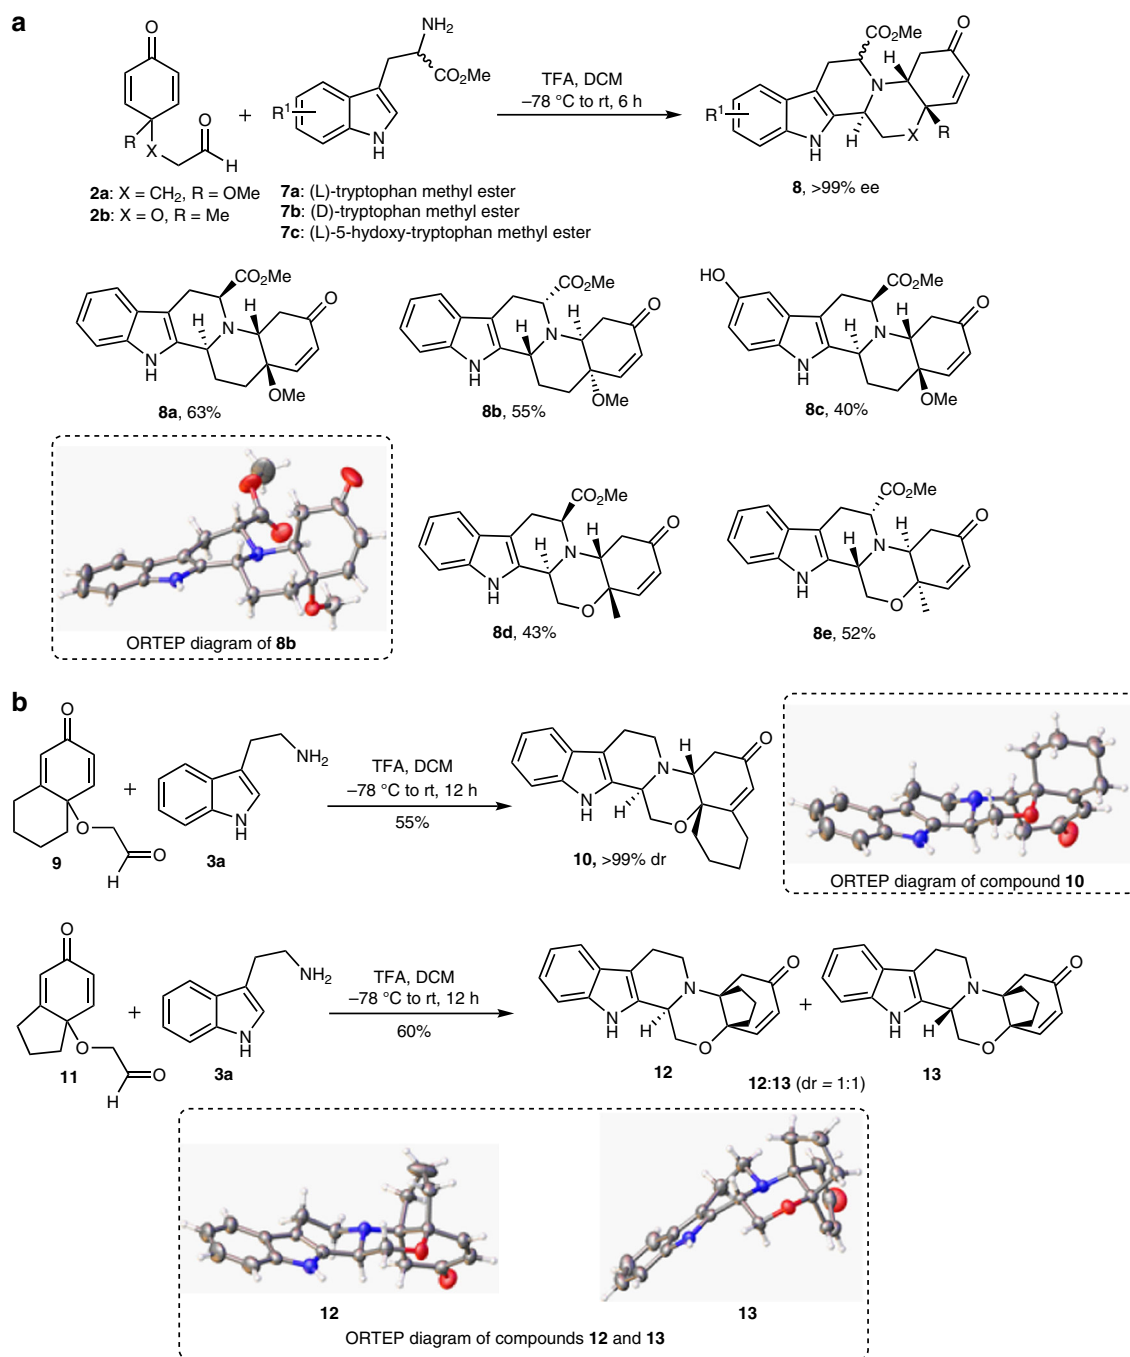 a
O
R
X
O
H
2a: X = CH2, R = OMe
2b: X = O, R = Me
+
NH2
CO2Me
R1
N
H
7a: (L)-tryptophan methyl ester
7b: (D)-tryptophan methyl ester
7c: (L)-5-hydoxy-tryptophan methyl ester
TFA, DCM
–78 °C to rt, 6 h
CO2Me
O
H
N
R1
H
N
H
X
R
8, >99% ee
CO2Me
H
O
H
N
N
H
OMe
8a, 63%
CO2Me
H
O
H
N
N
H
OMe
8b, 55%
HO
CO2Me
H
O
H
N
N
H
OMe
8c, 40%
ORTEP diagram of 8b
CO2Me
H
O
H
N
N
H
O
8d, 43%
CO2Me
H
O
H
N
N
H
O
8e, 52%
b
O
O
O
H
9
+
NH2
N
H
3a
TFA, DCM
–78 °C to rt, 12 h
55%
H
O
N
N
H
H
O
10, >99% dr
ORTEP diagram of compound 10
O
O
O
H
11
+
NH2
N
H
3a
TFA, DCM
–78 °C to rt, 12 h
60%
O
N
N
H
H
O
12
+
O
N
N
H
H
O
13
12:13 (dr = 1:1)
12
13
ORTEP diagram of compounds 12 and 13